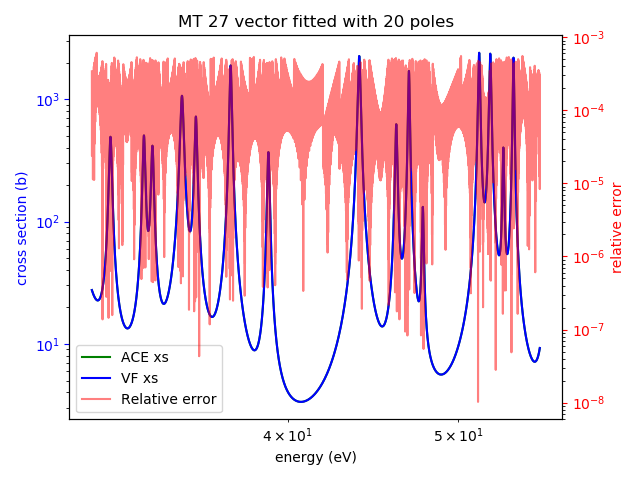 MT 27 vector fitted with 20 poles
10³
10²
10¹
cross section (b)
10⁻³
10⁻⁴
10⁻⁵
10⁻⁶
10⁻⁷
10⁻⁸
relative error
ACE xs
VF xs
Relative error
4 × 10¹
5 × 10¹
energy (eV)